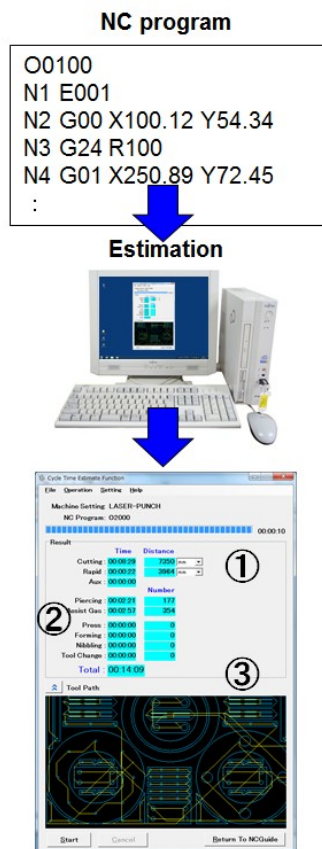 NC program
O0100
N1 E001
N2 G00 X100.12 Y54.34
N3 G24 R100
N4 G01 X250.89 Y72.45
:
Estimation
Cycle Time Estimate Function
File Operation Setting Help
Machine Setting: LASER-PUNCH
NC Program: O2000
00:00:10
Result
Time Distance
Cutting : 00:08:29 7350 mm
Rapid : 00:00:22 3964 mm
Aux : 00:00:00
①
Number
Piercing : 00:02:21 177
② Assist Gas : 00:02:57 354
Press : 00:00:00 0
Forming : 00:00:00 0
Nibbling : 00:00:00 0
Tool Change : 00:00:00 0
Total : 00:14:09
③
Tool Path
Start Cancel Return To NCGuide